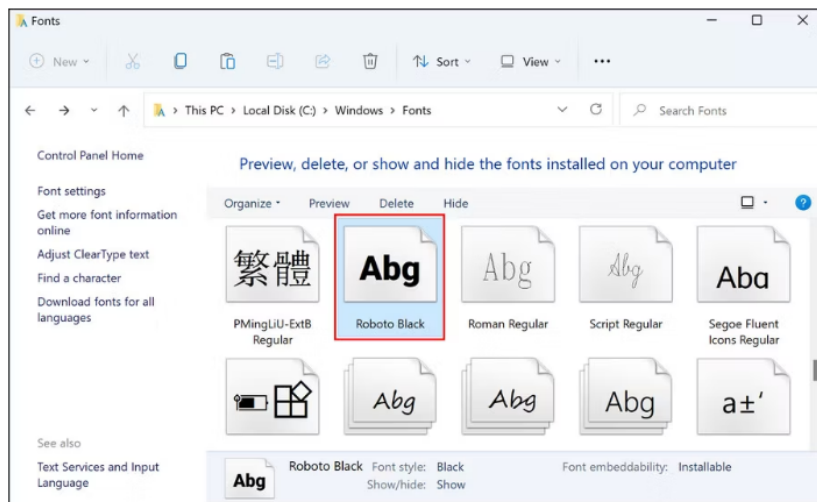 Fonts
New
Sort
View
This PC > Local Disk (C:) > Windows > Fonts
Search Fonts
Control Panel Home
Font settings
Get more font information
online
Adjust ClearType text
Find a character
Download fonts for all
languages
See also
Text Services and Input
Language
Preview, delete, or show and hide the fonts installed on your computer
Organize
Preview
Delete
Hide
?
繁體
Abg
Abg
Abg
Aba
PMingLiU-ExtB
Regular
Roboto Black
Roman Regular
Script Regular
Segoe Fluent
Icons Regular
Abg
Abg
Abg
a±‘
Abg
Roboto Black
Font style: Black
Show/hide: Show
Font embeddability: Installable